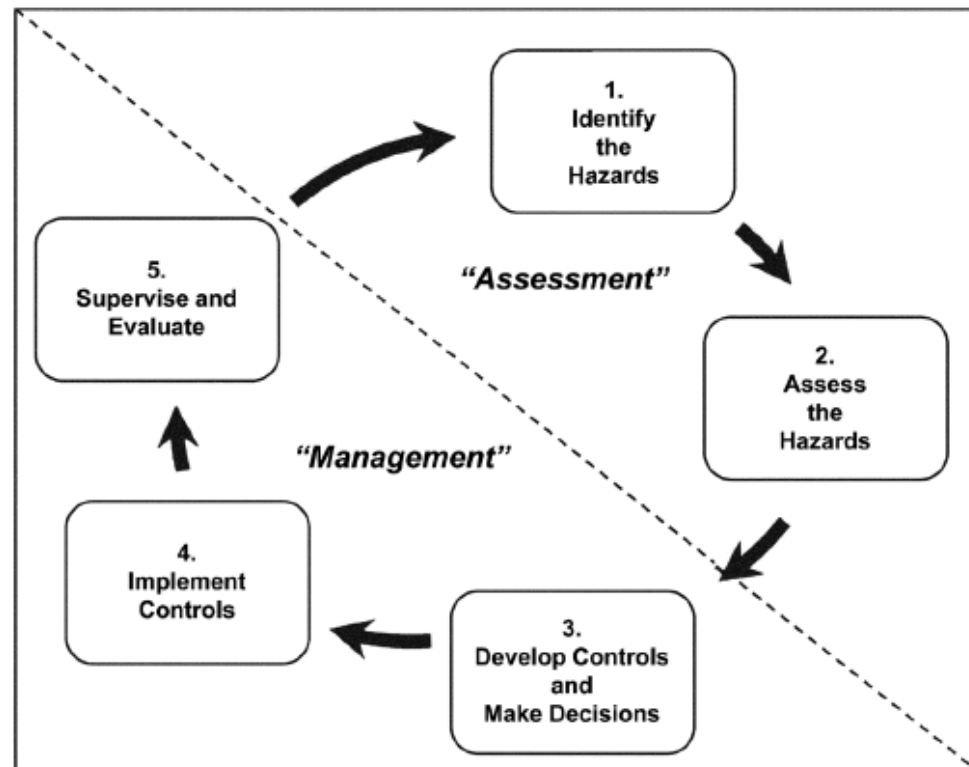 1.
Identify
the
Hazards
“Assessment”
2.
Assess
the
Hazards
3.
Develop Controls
and
Make Decisions
4.
Implement
Controls
5.
Supervise and
Evaluate
“Management”